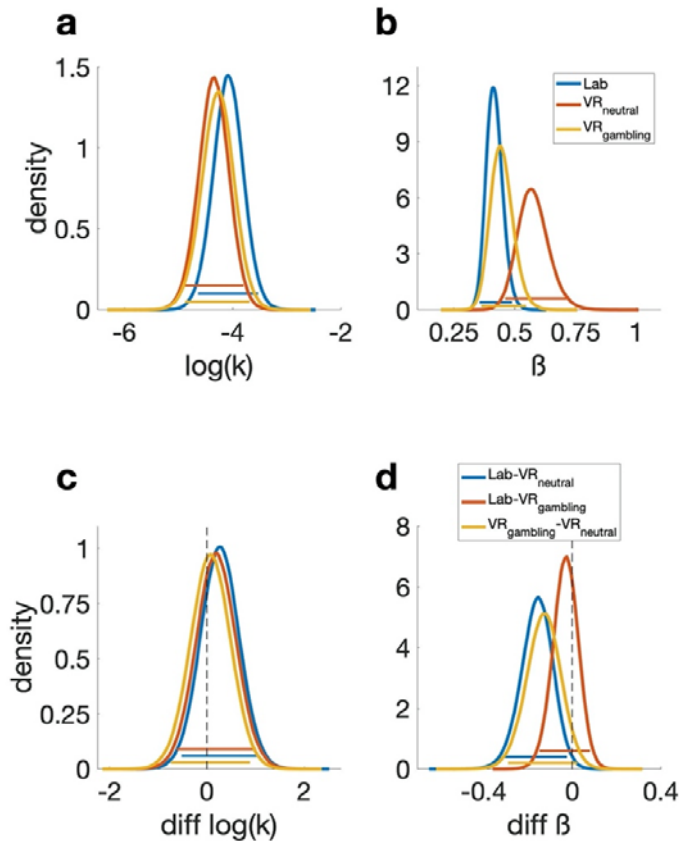 a
1.5
1
0.5
0
density
-6
-4
-2
log(k)
b
12
9
6
3
0
0.25
0.5
0.75
1
ß
Lab
VRneutral
VRgambling
c
1
0.75
0.5
0.25
0
density
-2
0
2
diff log(k)
d
8
6
4
2
0
-0.4
0
0.4
diff ß
Lab-VRneutral
Lab-VRgambling
VRgambling-VRneutral